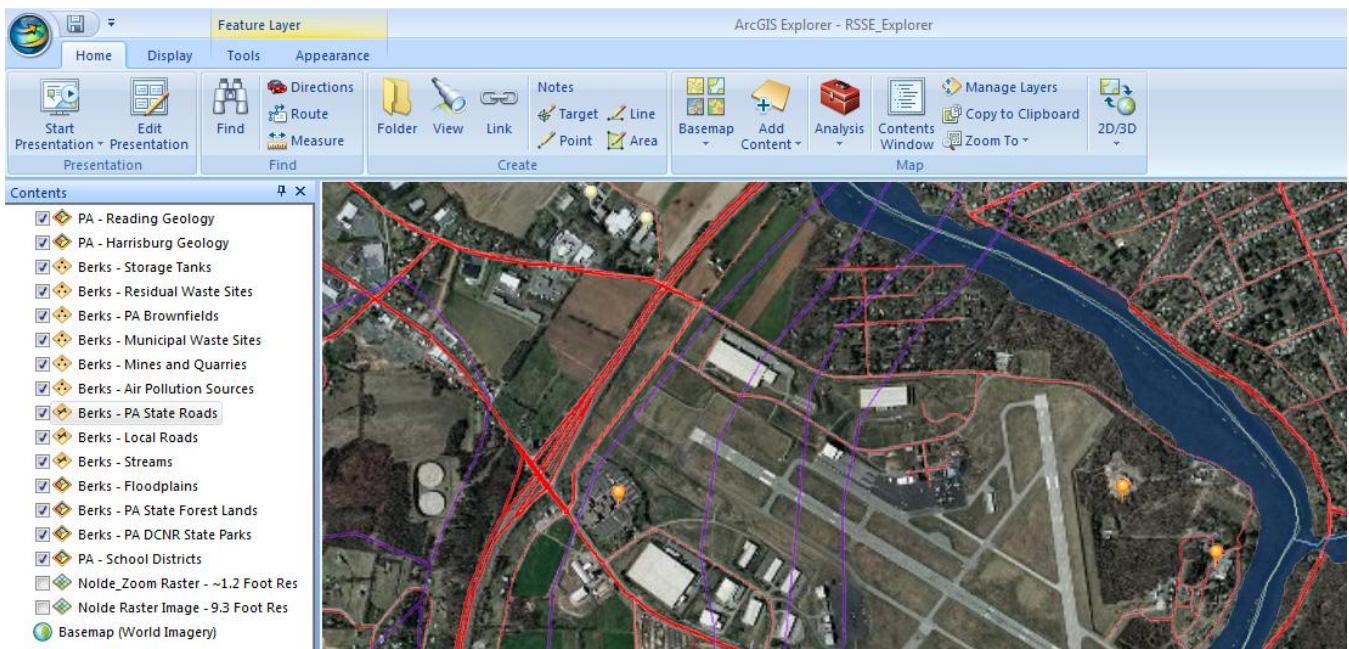 Feature Layer
ArcGIS Explorer - RSSE_Explorer
Home Display Tools Appearance
Start Presentation
Edit Presentation
Presentation
Find
Directions
Route
Measure
Find
Folder
View
Link
Notes
Target Line
Point Area
Create
Basemap
Add Content
Analysis
Contents Window
Manage Layers
Copy to Clipboard
Zoom To
2D/3D
Map
Contents
PA - Reading Geology
PA - Harrisburg Geology
Berks - Storage Tanks
Berks - Residual Waste Sites
Berks - PA Brownfields
Berks - Municipal Waste Sites
Berks - Mines and Quarries
Berks - Air Pollution Sources
Berks - PA State Roads
Berks - Local Roads
Berks - Streams
Berks - Floodplains
Berks - PA State Forest Lands
Berks - PA DCNR State Parks
PA - School Districts
Nolde_Zoom Raster - ~1.2 Foot Res
Nolde Raster Image - 9.3 Foot Res
Basemap (World Imagery)